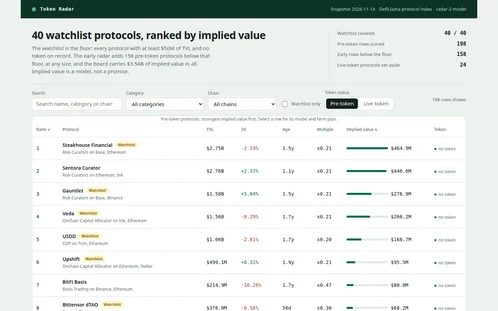 Token Radar
Snapshot 2026-11-14 · DefiLlama protocol index · radar-2 model
40 watchlist protocols, ranked by implied value
The watchlist is the floor: every protocol with at least $50M of TVL and no
token on record. The early radar adds 158 pre-token protocols below that
floor, at any size, and the board carries $3.54B of implied value in all.
Implied value is a model, not a promise.
Watchlist covered 40 / 40
Pre-token rows scored 198
Early rows below the floor 158
Live-token protocols set aside 24
Search Category Chain Token status
Search name, category or chain All categories All chains Watchlist only Pre-token Live token 198 rows shown
Pre-token protocols, strongest implied value first. Select a row for its model and term plan.
Rank Protocol TVL 7d Age Multiple Implied value Token
1 Steakhouse Financial Watchlist $2.75B -2.19% 1.5y x0.21 $464.9M no token
Risk Curators on Base, Ethereum
2 Sentora Curator $2.76B +2.37% 1.1y x0.21 $446.6M no token
Risk Curators on Ethereum, Ink
3 Gauntlet Watchlist $1.58B +5.64% 1.5y x0.21 $276.9M no token
Risk Curators on Base, Binance
4 Veda Watchlist $1.56B -0.29% 1.7y x0.21 $266.2M no token
Onchain Capital Allocator on Ink, Ethereum
5 USDD Watchlist $1.06B -2.81% 1.7y x0.20 $168.7M no token
CDP on Tron, Ethereum
6 Upshift Watchlist $499.1M +8.31% 1.9y x0.21 $95.5M no token
Onchain Capital Allocator on Ethereum, Stellar
7 BitFi Basis $214.9M -10.26% 1.7y x0.47 $80.0M no token
Basis Trading on Binance, Ethereum
8 Bittensor dTAO Watchlist $376.0M -6.56% 56d x0.30 $68.2M no token